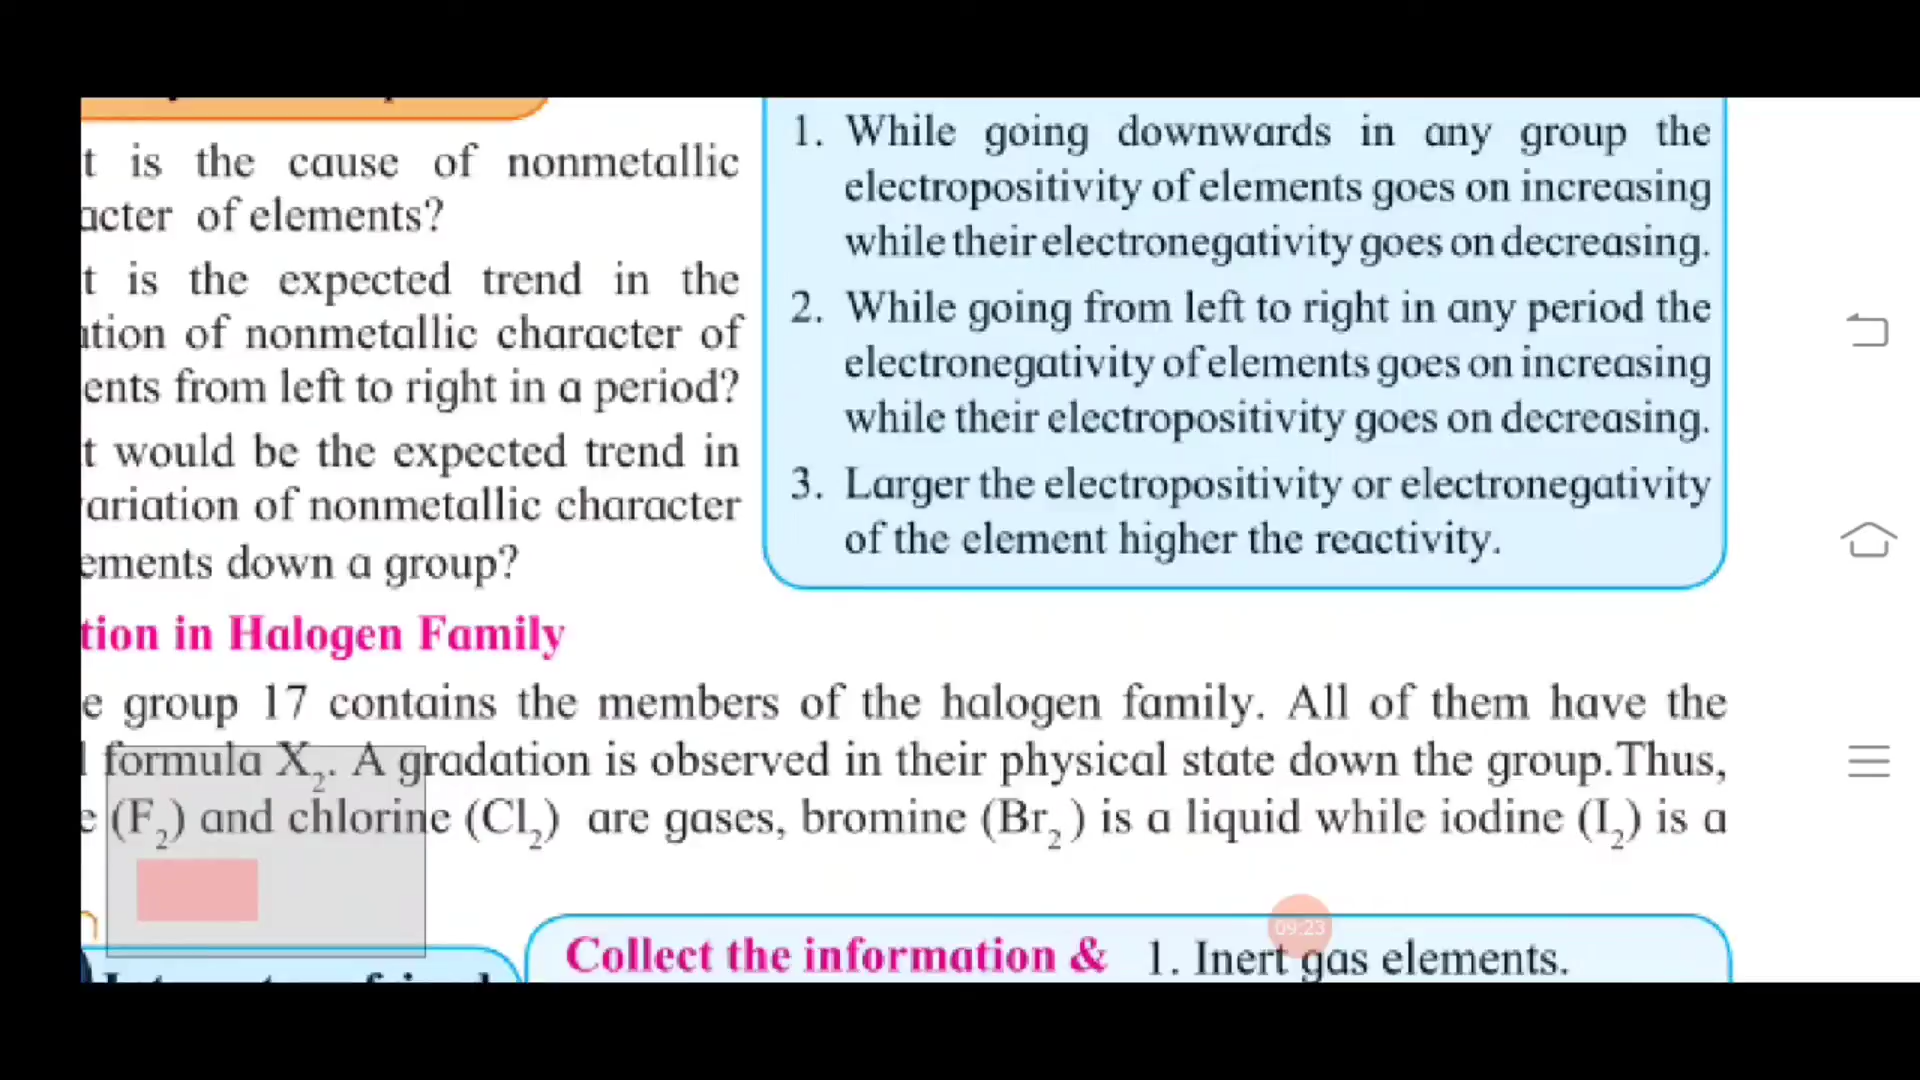 t is the cause of nonmetallic
acter of elements?
t is the expected trend in the
ation of nonmetallic character of
ents from left to right in a period?
t would be the expected trend in
ariation of nonmetallic character
ements down a group?
1. While going downwards in any group the
electropositivity of elements goes on increasing
while their electronegativity goes on decreasing.
2. While going from left to right in any period the
electronegativity of elements goes on increasing
while their electropositivity goes on decreasing.
3. Larger the electropositivity or electronegativity
of the element higher the reactivity.
tion in Halogen Family
e group 17 contains the members of the halogen family. All of them have the
l formula X₂. A gradation is observed in their physical state down the group.Thus,
e (F₂) and chlorine (Cl₂) are gases, bromine (Br₂) is a liquid while iodine (I₂) is a
09:23
Collect the information & 1. Inert gas elements.